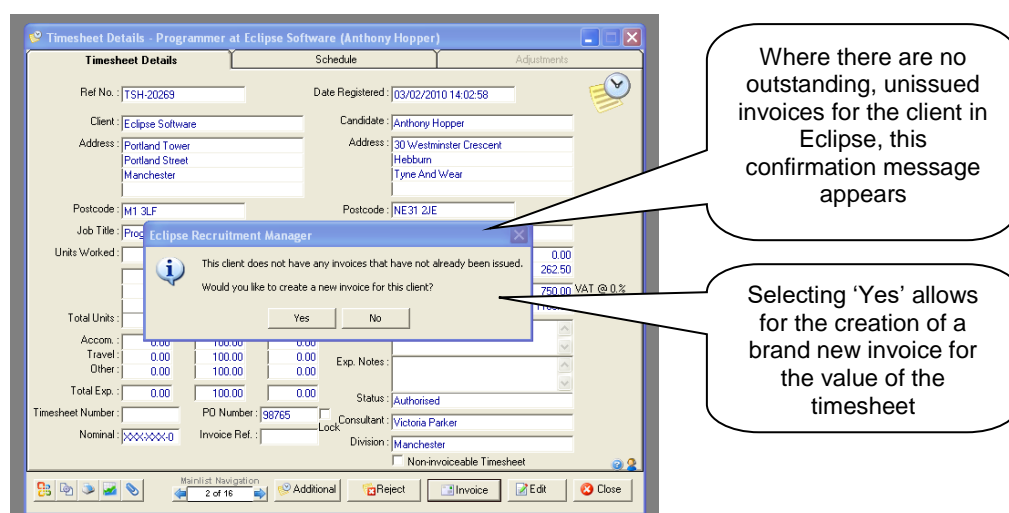 Timesheet Details - Programmer at Eclipse Software (Anthony Hopper)
Timesheet Details Schedule Adjustments
Ref No. : TSH-20269 Date Registered : 03/02/2010 14:02:58
Client : Eclipse Software Candidate : Anthony Hopper
Address : Portland Tower Address : 30 Westminster Crescent
Portland Street Hebburn
Manchester Tyne And Wear
Postcode : M1 3LF Postcode : NE31 2JE
Job Title :
Units Worked : 0.00
262.50
750.00 VAT @ 0.%
Total Units :
Eclipse Recruitment Manager
This client does not have any invoices that have not already been issued.
Would you like to create a new invoice for this client?
Yes No
Accom. : 0.00 100.00 0.00
Travel : 0.00 100.00 0.00
Other : 0.00 100.00 0.00 Exp. Notes :
Total Exp. : 0.00 100.00 0.00 Status : Authorised
Timesheet Number : PO Number : 98765 Lock Consultant : Victoria Parker
Nominal : XXX-XXX-0 Invoice Ref. : Division : Manchester
Non-invoiceable Timesheet
Mainlist Navigation
2 of 16 Additional Reject Invoice Edit Close
Where there are no
outstanding, unissued
invoices for the client in
Eclipse, this
confirmation message
appears
Selecting ‘Yes’ allows
for the creation of a
brand new invoice for
the value of the
timesheet